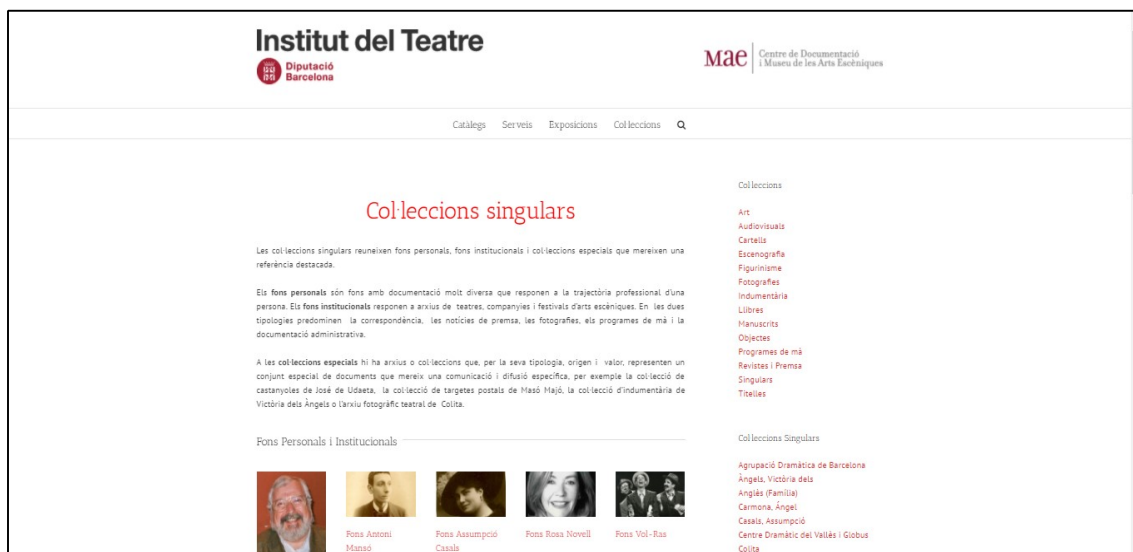 Institut del Teatre
Diputació
Barcelona
mae
Centre de Documentació
i Museu de les Arts Escèniques
Catàlegs Serveis Exposicions Col·leccions
Col·leccions singulars
Les col·leccions singulars reuneixen fons personals, fons institucionals i col·leccions especials que mereixen una
referència destacada.
Els fons personals són fons amb documentació molt diversa que responen a la trajectòria professional d'una
persona. Els fons institucionals responen a arxius de teatres, companyies i festivals d'arts escèniques. En les dues
tipologies predominen la correspondència, les notícies de premsa, les fotografies, els programes de mà i la
documentació administrativa.
A les col·leccions especials hi ha arxius o col·leccions que, per la seva tipologia, origen i valor, representen un
conjunt especial de documents que mereix una comunicació i difusió específica, per exemple la col·lecció de
castanyoles de José de Udaeta, la col·lecció de targetes postals de Masó Majó, la col·lecció d'indumentària de
Victòria dels Àngels o l'arxiu fotogràfic teatral de Colita.
Fons Personals i Institucionals
Fons Antoni
Mansó
Fons Assumpció
Casals
Fons Rosa Novell
Fons Vol-Ras
Col·leccions
Art
Audiovisuals
Cartells
Escenografia
Figurinisme
Fotografies
Indumentària
Llibres
Manuscrits
Objectes
Programes de mà
Revistes i Premsa
Singulars
Titelles
Col·leccions Singulars
Agrupació Dramàtica de Barcelona
Àngels, Victòria dels
Anglès (Família)
Carmona, Àngel
Casals, Assumpció
Centre Dramàtic del Vallès i Globus
Colita